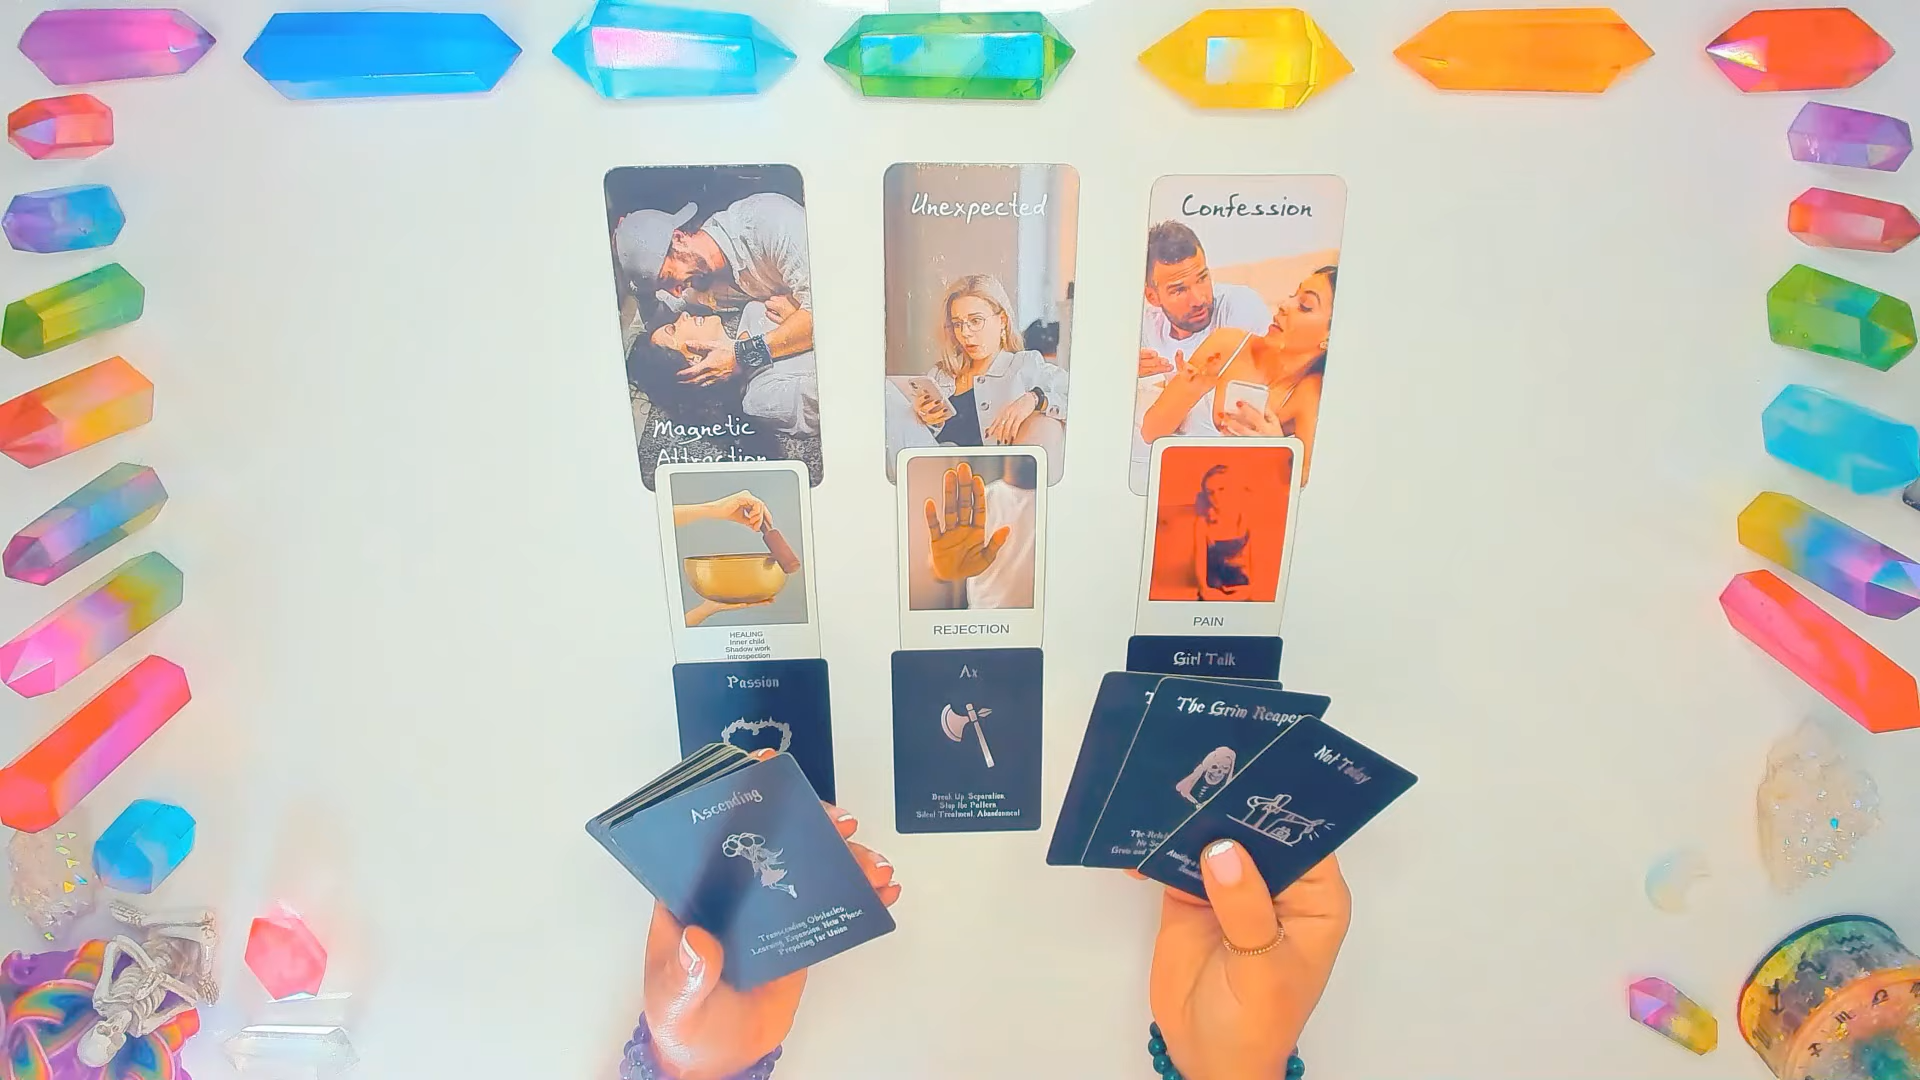 Magnetic
Attraction
Unexpected
Confession
HEALING
Inner child
Shadow work
Introspection
REJECTION
PAIN
Passion
Ax
Break Up, Separation,
Stop the Pattern,
Silent Treatment, Abandonment
Girl Talk
The Grim Reaper
Not Today
Ascending
Transcending Obstacles,
Learning, Expansion, New Phase,
Preparing for Union